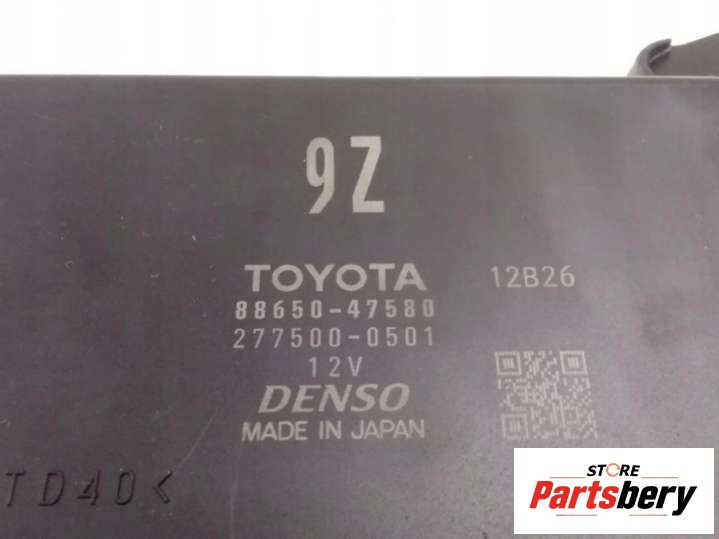 9Z
TOYOTA 12B26
88650-47580
277500-0501
12V
DENSO
MADE IN JAPAN
TD40<
STORE
Partsbery